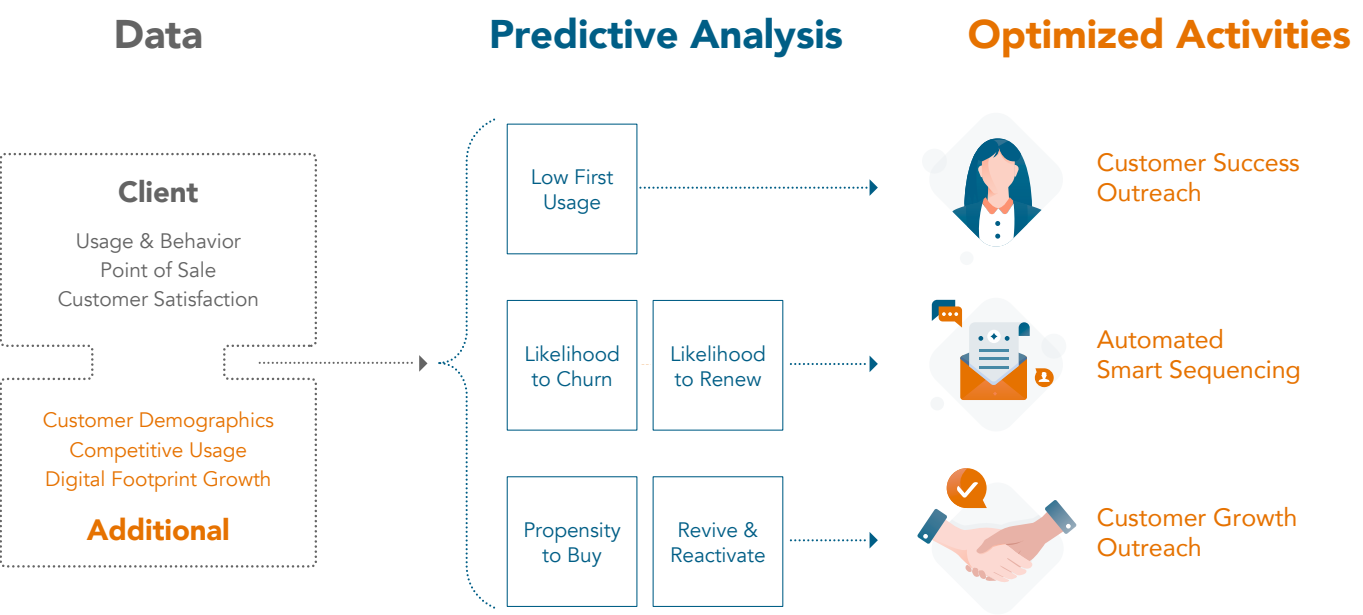 Data
Predictive Analysis
Optimized Activities
Client
Usage & Behavior
Point of Sale
Customer Satisfaction
Customer Demographics
Competitive Usage
Digital Footprint Growth
Additional
Low First
Usage
Customer Success
Outreach
Likelihood
to Churn
Likelihood
to Renew
Automated
Smart Sequencing
Propensity
to Buy
Revive &
Reactivate
Customer Growth
Outreach